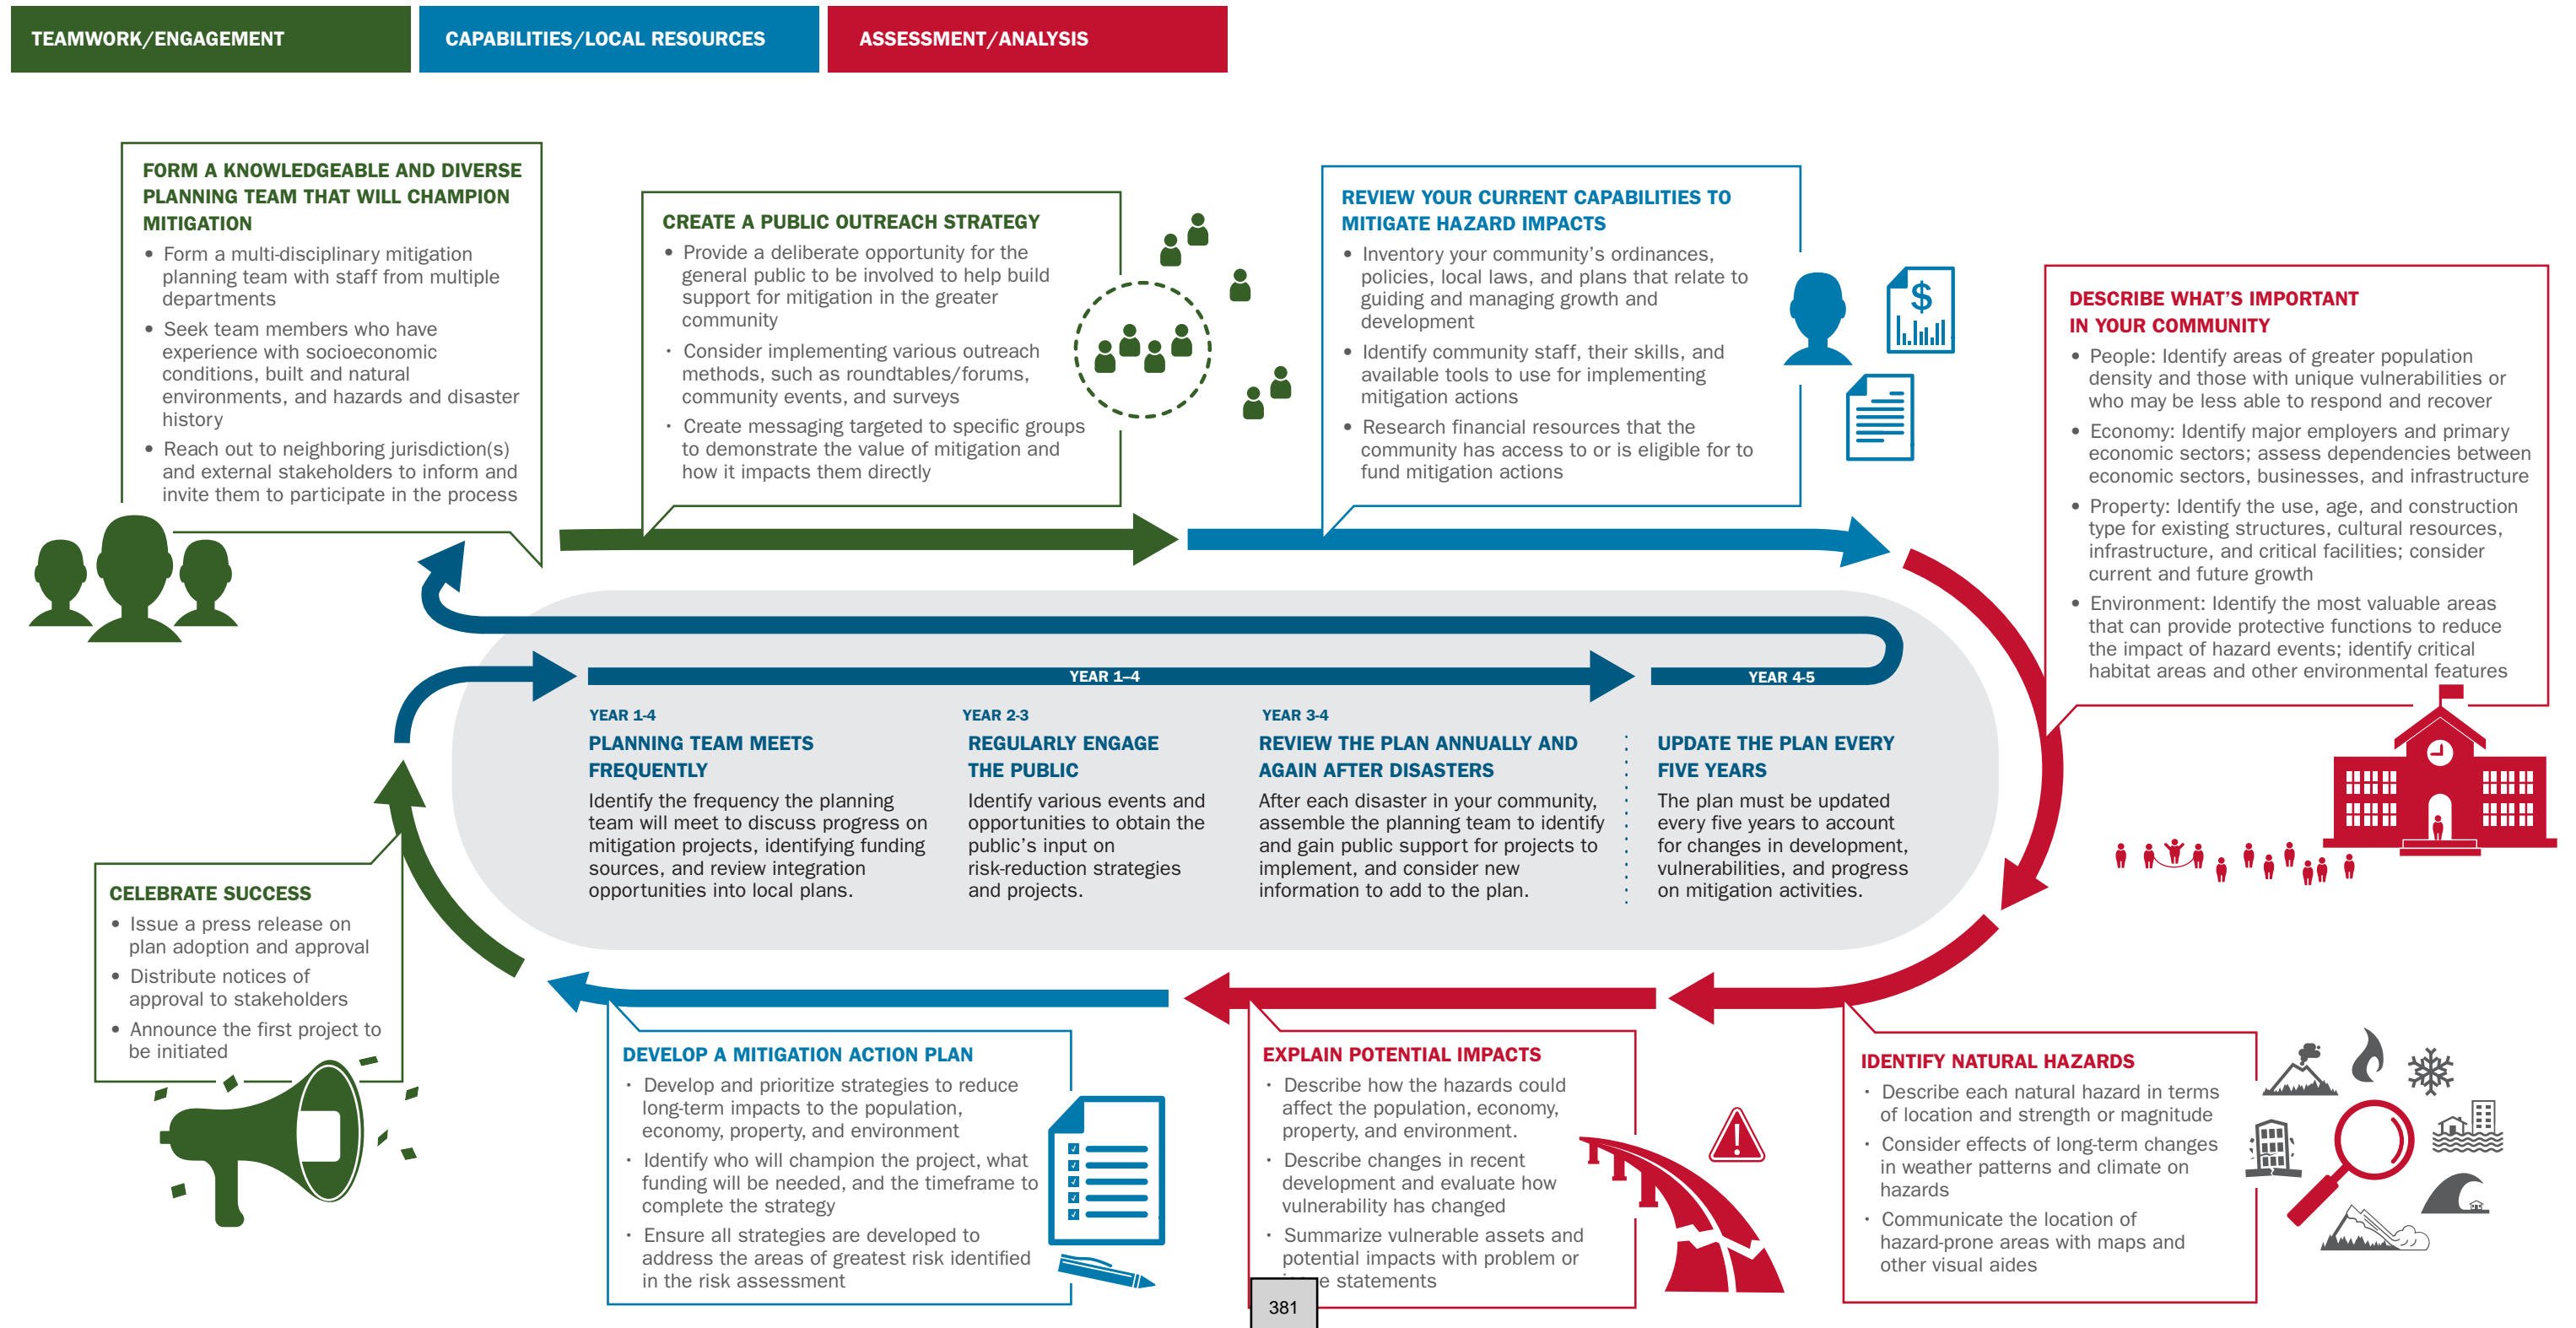 TEAMWORK/ENGAGEMENT
CAPABILITIES/LOCAL RESOURCES
ASSESSMENT/ANALYSIS
FORM A KNOWLEDGEABLE AND DIVERSE
PLANNING TEAM THAT WILL CHAMPION
MITIGATION
• Form a multi-disciplinary mitigation
planning team with staff from multiple
departments
• Seek team members who have
experience with socioeconomic
conditions, built and natural
environments, and hazards and disaster
history
• Reach out to neighboring jurisdiction(s)
and external stakeholders to inform and
invite them to participate in the process
CREATE A PUBLIC OUTREACH STRATEGY
• Provide a deliberate opportunity for the
general public to be involved to help build
support for mitigation in the greater
community
• Consider implementing various outreach
methods, such as roundtables/forums,
community events, and surveys
• Create messaging targeted to specific groups
to demonstrate the value of mitigation and
how it impacts them directly
REVIEW YOUR CURRENT CAPABILITIES TO
MITIGATE HAZARD IMPACTS
• Inventory your community's ordinances,
policies, local laws, and plans that relate to
guiding and managing growth and
development
• Identify community staff, their skills, and
available tools to use for implementing
mitigation actions
• Research financial resources that the
community has access to or is eligible for to
fund mitigation actions
$
DESCRIBE WHAT'S IMPORTANT
IN YOUR COMMUNITY
• People: Identify areas of greater population
density and those with unique vulnerabilities or
who may be less able to respond and recover
• Economy: Identify major employers and primary
economic sectors; assess dependencies between
economic sectors, businesses, and infrastructure
• Property: Identify the use, age, and construction
type for existing structures, cultural resources,
infrastructure, and critical facilities; consider
current and future growth
• Environment: Identify the most valuable areas
that can provide protective functions to reduce
the impact of hazard events; identify critical
habitat areas and other environmental features
YEAR 1–4
YEAR 4-5
YEAR 1-4
PLANNING TEAM MEETS
FREQUENTLY
Identify the frequency the planning
team will meet to discuss progress on
mitigation projects, identifying funding
sources, and review integration
opportunities into local plans.
YEAR 2-3
REGULARLY ENGAGE
THE PUBLIC
Identify various events and
opportunities to obtain the
public's input on
risk-reduction strategies
and projects.
YEAR 3-4
REVIEW THE PLAN ANNUALLY AND
AGAIN AFTER DISASTERS
After each disaster in your community,
assemble the planning team to identify
and gain public support for projects to
implement, and consider new
information to add to the plan.
UPDATE THE PLAN EVERY
FIVE YEARS
The plan must be updated
every five years to account
for changes in development,
vulnerabilities, and progress
on mitigation activities.
CELEBRATE SUCCESS
• Issue a press release on
plan adoption and approval
• Distribute notices of
approval to stakeholders
• Announce the first project to
be initiated
DEVELOP A MITIGATION ACTION PLAN
• Develop and prioritize strategies to reduce
long-term impacts to the population,
economy, property, and environment
• Identify who will champion the project, what
funding will be needed, and the timeframe to
complete the strategy
• Ensure all strategies are developed to
address the areas of greatest risk identified
in the risk assessment
EXPLAIN POTENTIAL IMPACTS
• Describe how the hazards could
affect the population, economy,
property, and environment.
• Describe changes in recent
development and evaluate how
vulnerability has changed
• Summarize vulnerable assets and
potential impacts with problem or
statements
!
IDENTIFY NATURAL HAZARDS
• Describe each natural hazard in terms
of location and strength or magnitude
• Consider effects of long-term changes
in weather patterns and climate on
hazards
• Communicate the location of
hazard-prone areas with maps and
other visual aides
381